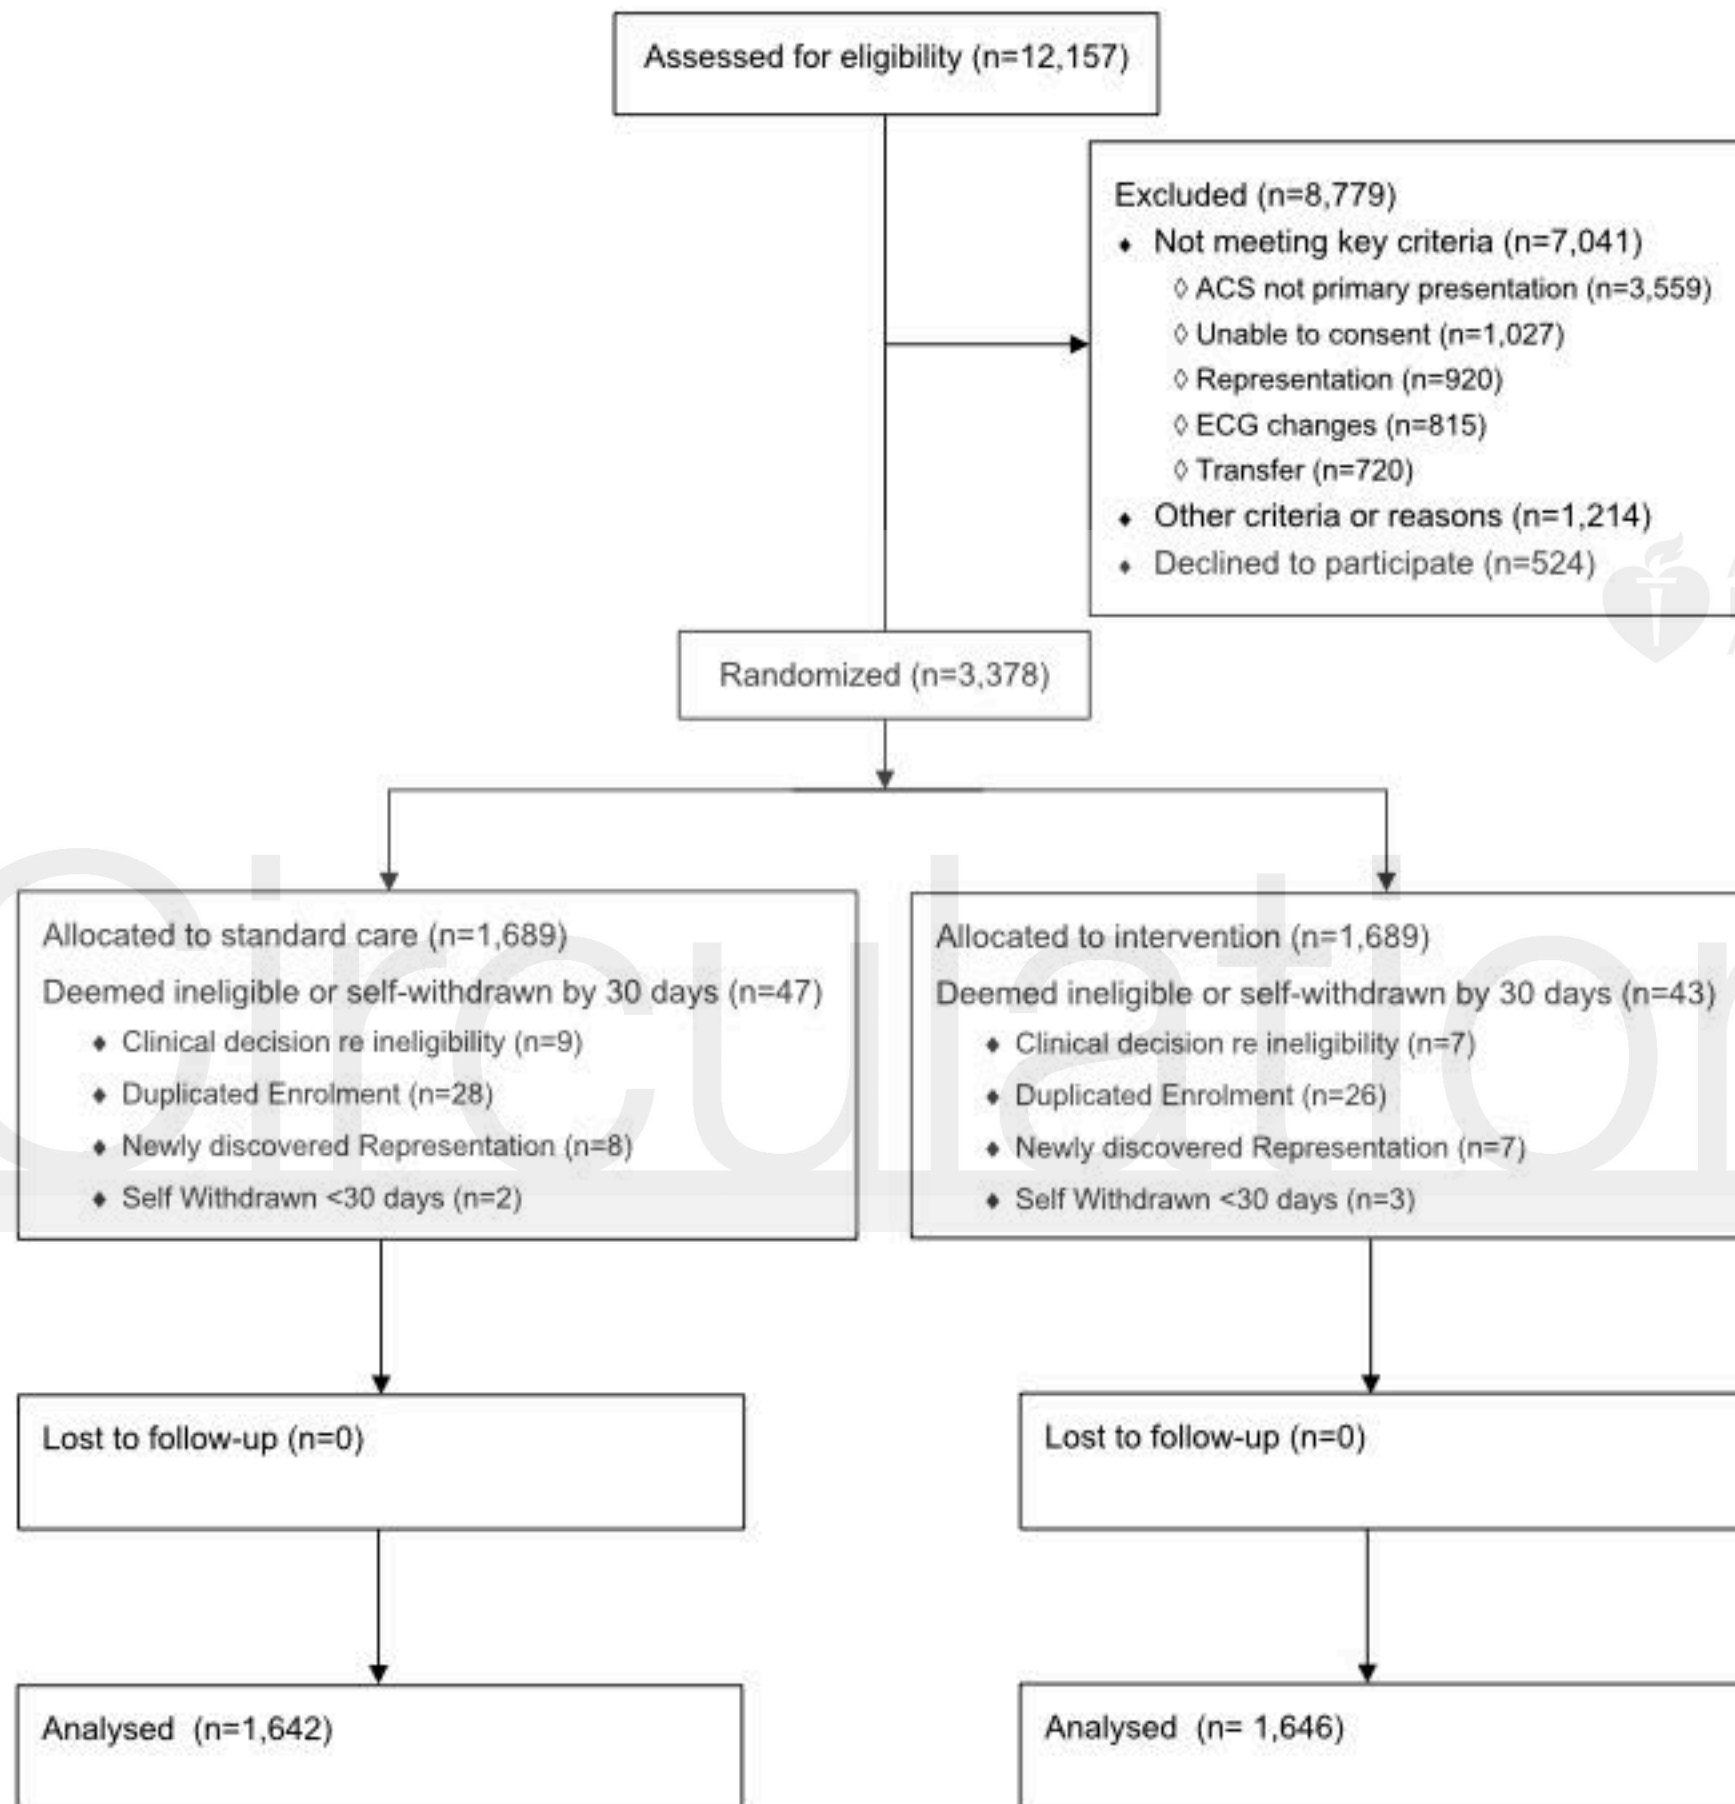 Assessed for eligibility (n=12,157)
Excluded (n=8,779)
⬧ Not meeting key criteria (n=7,041)
◊ ACS not primary presentation (n=3,559)
◊ Unable to consent (n=1,027)
◊ Representation (n=920)
◊ ECG changes (n=815)
◊ Transfer (n=720)
⬧ Other criteria or reasons (n=1,214)
⬧ Declined to participate (n=524)
Randomized (n=3,378)
Allocated to standard care (n=1,689)
Deemed ineligible or self-withdrawn by 30 days (n=47)
⬧ Clinical decision re ineligibility (n=9)
⬧ Duplicated Enrolment (n=28)
⬧ Newly discovered Representation (n=8)
⬧ Self Withdrawn <30 days (n=2)
Allocated to intervention (n=1,689)
Deemed ineligible or self-withdrawn by 30 days (n=43)
⬧ Clinical decision re ineligibility (n=7)
⬧ Duplicated Enrolment (n=26)
⬧ Newly discovered Representation (n=7)
⬧ Self Withdrawn <30 days (n=3)
Circulation
Lost to follow-up (n=0)
Lost to follow-up (n=0)
Analysed (n=1,642)
Analysed (n= 1,646)